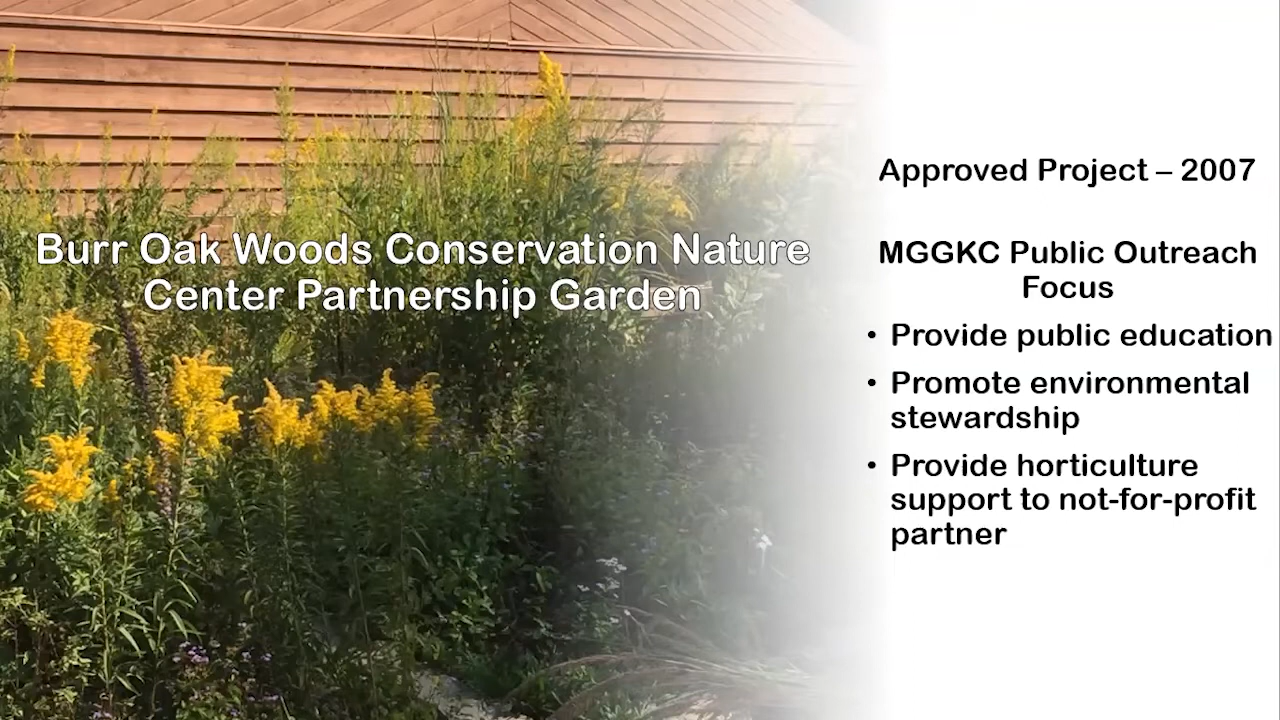 Burr Oak Woods Conservation Nature
Center Partnership Garden
Approved Project – 2007
MGGKC Public Outreach
Focus
• Provide public education
• Promote environmental
stewardship
• Provide horticulture
support to not-for-profit
partner